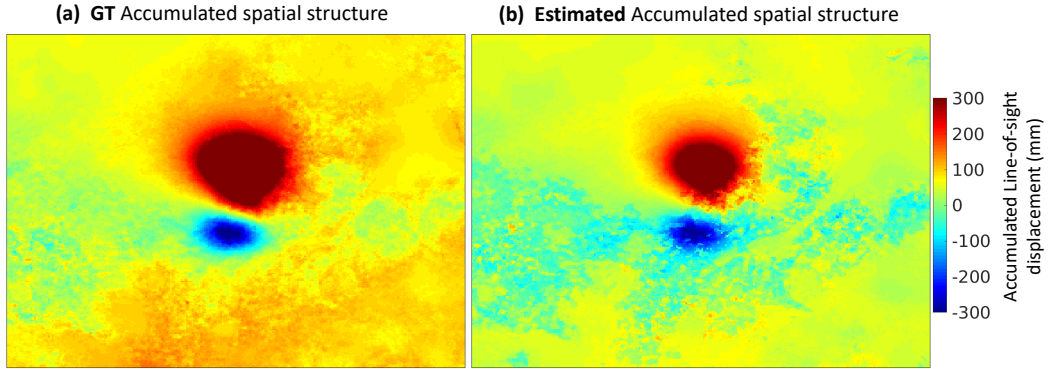 (a) GT Accumulated spatial structure
(b) Estimated Accumulated spatial structure
300
200
100
0
-100
-200
-300
Accumulated Line-of-sight
displacement (mm)